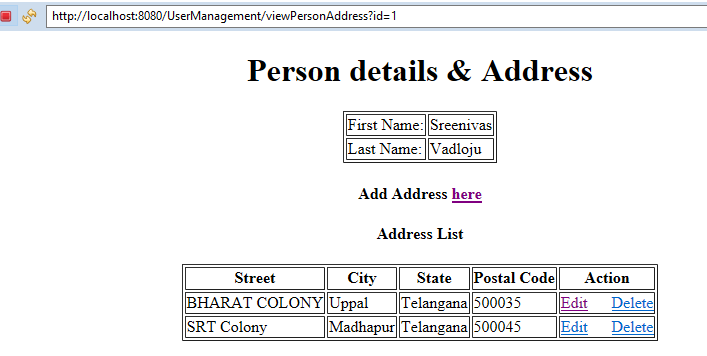 http://localhost:8080/UserManagement/viewPersonAddress?id=1
Person details & Address
First Name: Sreenivas
Last Name: Vadloju
Add Address here
Address List
Street City State Postal Code Action
BHARAT COLONY Uppal Telangana 500035 Edit Delete
SRT Colony Madhapur Telangana 500045 Edit Delete